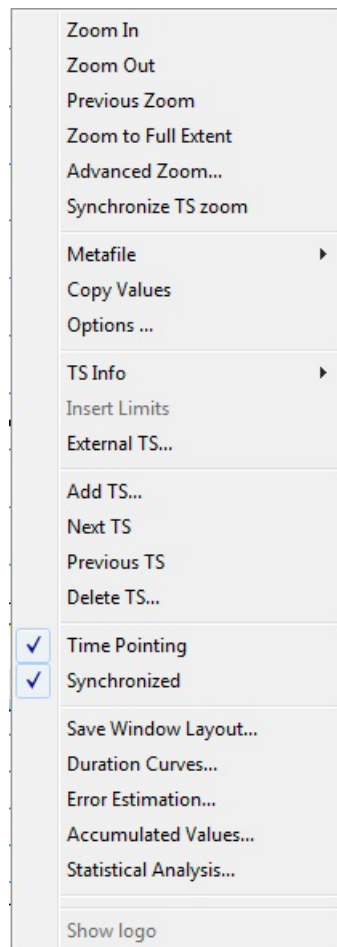 Zoom In
Zoom Out
Previous Zoom
Zoom to Full Extent
Advanced Zoom...
Synchronize TS zoom
Metafile
Copy Values
Options ...
TS Info
Insert Limits
External TS...
Add TS...
Next TS
Previous TS
Delete TS...
Time Pointing
Synchronized
Save Window Layout...
Duration Curves...
Error Estimation...
Accumulated Values...
Statistical Analysis...
Show logo